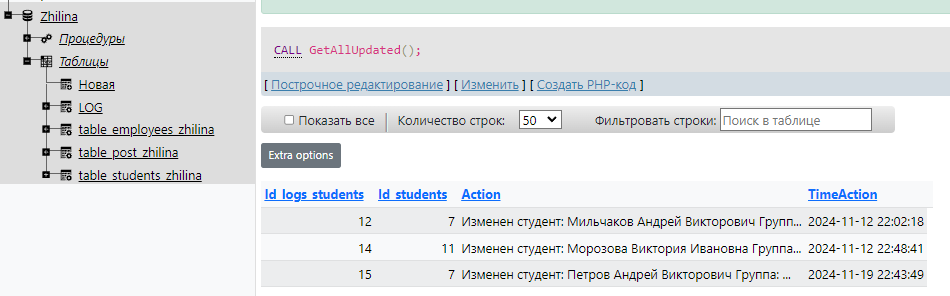 Zhilina
Процедуры
Таблицы
Новая
LOG
table_employees_zhilina
table_post_zhilina
table_students_zhilina
CALL GetAllUpdated();
[ Построчное редактирование ] [ Изменить ] [ Создать PHP-код ]
Показать все Количество строк: 50 Фильтровать строки: Поиск в таблице
Extra options
Id_logs_students Id_students Action TimeAction
12 7 Изменен студент: Мильчаков Андрей Викторович Групп... 2024-11-12 22:02:18
14 11 Изменен студент: Морозова Виктория Ивановна Группа... 2024-11-12 22:48:41
15 7 Изменен студент: Петров Андрей Викторович Группа: ... 2024-11-19 22:43:49